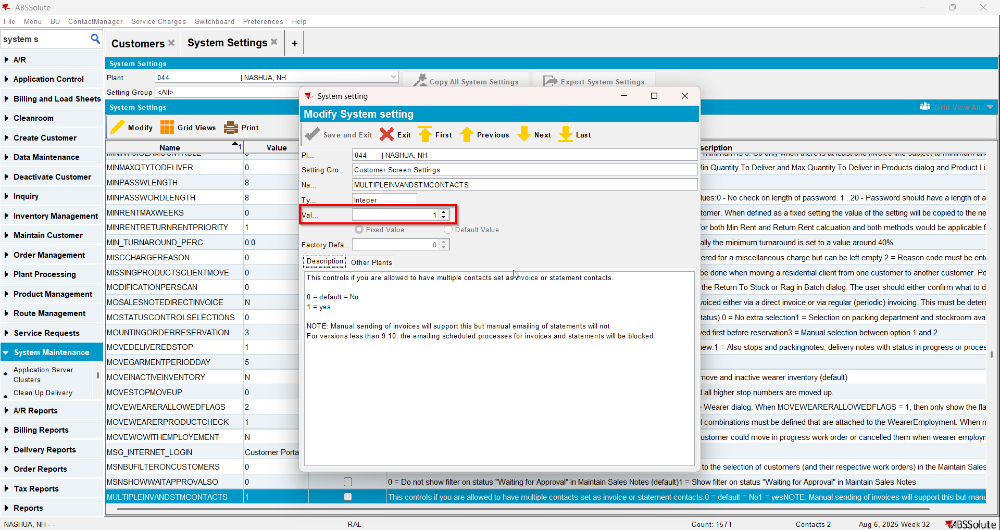 ABSSolute
File Menu BU ContactManager Service Charges Switchboard Preferences Help
system s
Customers
System Settings
+
A/R
Application Control
Billing and Load Sheets
Cleanroom
Create Customer
Data Maintenance
Deactivate Customer
Inquiry
Inventory Management
Maintain Customer
Order Management
Plant Processing
Product Management
Route Management
Service Requests
System Maintenance
Application Server
Clusters
Clean Up Delivery
A/R Reports
Billing Reports
Delivery Reports
Order Reports
Tax Reports
Reports
System Settings
Plant 044 | NASHUA, NH
Copy All System Settings
Export System Settings
Setting Group <All>
System Settings
Grid View All
Modify Grid Views Print
Name 1 Value
scription
MINMAXQTYTODELIVER 0
MINPASSWLENGTH 8
MINPASSWORDLENGTH 8
MINRENTMAXWEEKS 0
MINRENTRETURNRENTPRIORITY 1
MIN_TURNAROUND_PERC 0.0
MISCCHARGEREASON 0
MISSINGPRODUCTSCLIENTMOVE 0
MODIFICATIONPERSCAN 0
MOSALESNOTEDIRECTINVOICE N
MOSTATUSCONTROLSELECTIONS 0
MOUNTINGORDERRESERVATION 3
MOVEDELIVEREDSTOP 1
MOVEGARMENTPERIODDAY 5
MOVEINACTIVEINVENTORY N
MOVESTOPMOVEUP 0
MOVEWEARERALLOWEDFLAGS 2
MOVEWEARERPRODUCTCHECK 1
MOVEWOWITHEMPLOYEMENT N
MSG_INTERNET_LOGIN Customer Porta
MSNBUFILTERONCUSTOMERS 0
MSNSHOWWAITAPPROVALSO 0 0 = Do not show filter on status "Waiting for Approval" in Maintain Sales Notes (default)1 = Show filter on status "Waiting for Approval" in Maintain Sales Notes
MULTIPLEINVANDSTMCONTACTS 1 This controls if you are allowed to have multiple contacts set as invoice or statement contacts.0 = default = No1 = yesNOTE: Manual sending of invoices will support this but manu
System setting
Modify System setting
Save and Exit Exit First Previous Next Last
Pl... 044 | NASHUA, NH
Setting Gro... Customer Screen Settings
Na... MULTIPLEINVANDSTMCONTACTS
Ty... Integer
Val... 1
Fixed Value Default Value
Factory Defa... 0
Description Other Plants
This controls if you are allowed to have multiple contacts set as invoice or statement contacts.
0 = default = No
1 = yes
NOTE: Manual sending of invoices will support this but manual emailing of statements will not
For versions less than 9.10. the emailing scheduled processes for invoices and statements will be blocked
Min Quantity To Deliver and Max Quantity To Deliver in Products dialog and Product Li
lues:0 - No check on length of password. 1 ..20 - Password should have a length of a
tomer. When defined as a fixed setting the value of the setting will be copied to the ne
or both Min Rent and Return Rent calcuation and both methods would be applicable f
ally the minimum turnaround is set to a value around 40%
ered for a miscellaneous charge but can be left empty.2 = Reason code must be ent
be done when moving a residential client from one customer to another customer. Po
the Return To Stock or Rag in Batch dialog. The user should either confirm what to d
voiced either via a direct invoice or via regular (periodic) invoicing. This must be deter
tatus).0 = No extra selection1 = Selection on packing department and stockroom ava
ved first before reservation3 = Manual selection between option 1 and 2.
ew.1 = Also stops and packingnotes, delivery notes with status in progress or proces
move and inactive wearer inventory (default)
all higher stop numbers are moved up.
Wearer dialog. When MOVEWEARERALLOWEDFLAGS = 1, then only show the fla
combinations must be defined that are attached to the WearerEmployment. When n
ustomer could move in progress work order or cancelled them when wearer employn
to the selection of customers (and their respective work orders) in the Maintain Sales
NASHUA, NH - -
RAL
Count: 1571
Contacts 2
Aug 6, 2025 Week 32
ABSSolute